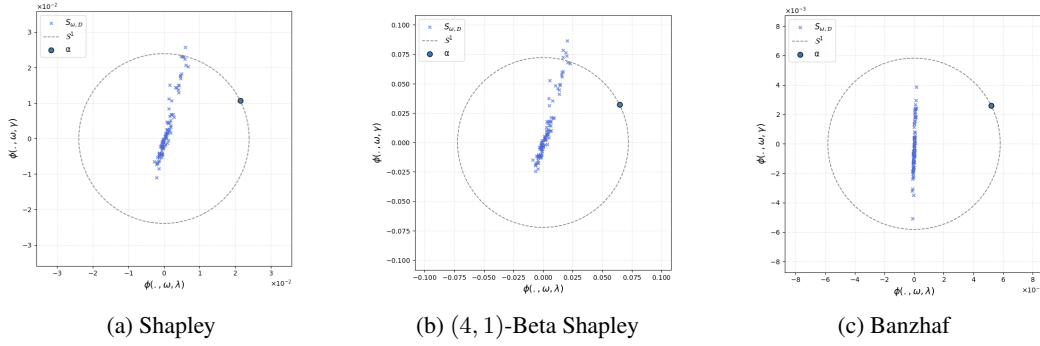 ×10⁻²
3
2
1
0
−1
−2
−3
−3 −2 −1 0 1 2 3
×10⁻²
ϕ(., ω, λ)
ϕ(., ω, γ)
S_{ω,𝒟}
S¹
α
(a) Shapley
0.100
0.075
0.050
0.025
0.000
−0.025
−0.050
−0.075
−0.100
−0.100 −0.075 −0.050 −0.025 0.000 0.025 0.050 0.075 0.100
ϕ(., ω, λ)
ϕ(., ω, γ)
S_{ω,𝒟}
S¹
α
(b) (4, 1)-Beta Shapley
×10⁻³
8
6
4
2
0
−2
−4
−6
−8
−8 −6 −4 −2 0 2 4 6 8
×10⁻
ϕ(., ω, λ)
ϕ(., ω, γ)
S_{ω,𝒟}
S¹
α
(c) Banzhaf